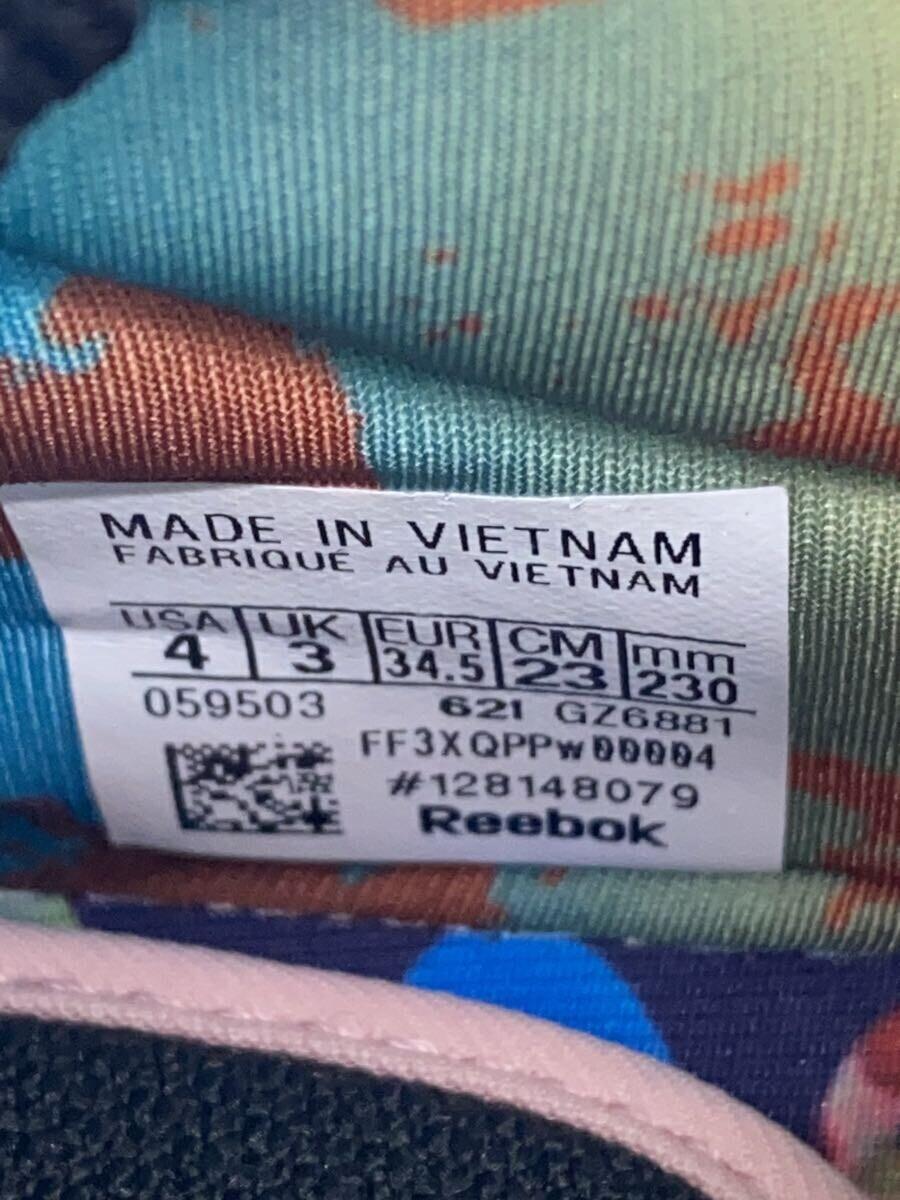 MADE IN VIETNAM
FABRIQUÉ AU VIETNAM
USA UK EUR CM mm
4 3 34.5 23 230
059503 621 GZ6881
FF3XQPPW00004
#128148079
Reebok